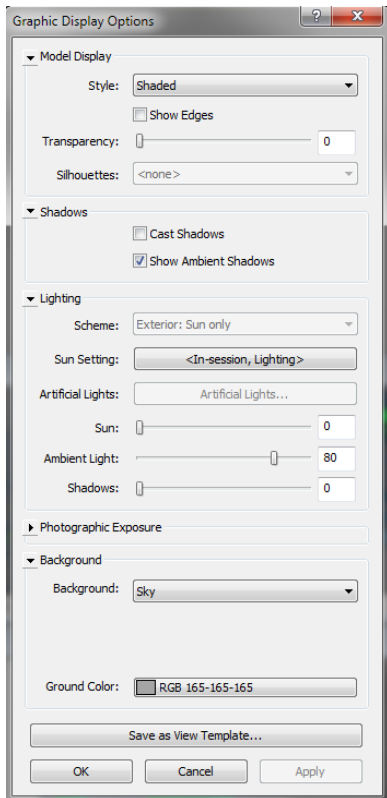 Graphic Display Options
?
Model Display
Style: Shaded
Show Edges
Transparency: 0
Silhouettes: <none>
Shadows
Cast Shadows
Show Ambient Shadows
Lighting
Scheme: Exterior: Sun only
Sun Setting: <In-session, Lighting>
Artificial Lights: Artificial Lights...
Sun: 0
Ambient Light: 80
Shadows: 0
Photographic Exposure
Background
Background: Sky
Ground Color: RGB 165-165-165
Save as View Template...
OK Cancel Apply